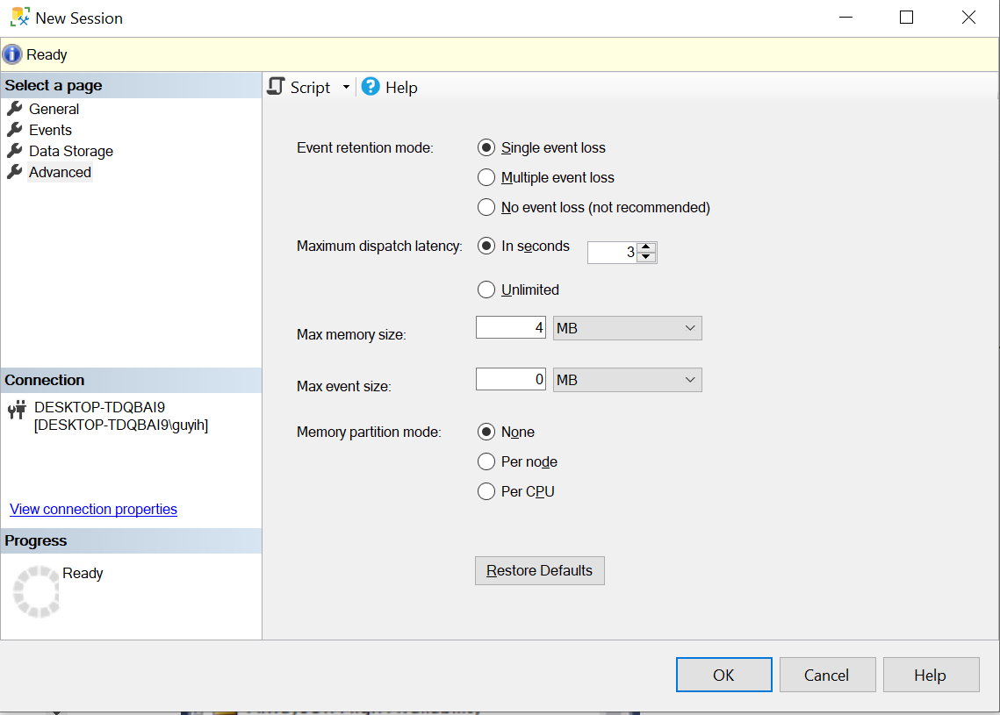 New Session
Ready
Select a page
General
Events
Data Storage
Advanced
Connection
DESKTOP-TDQBAI9
[DESKTOP-TDQBAI9\guyih]
View connection properties
Progress
Ready
Script Help
Event retention mode: Single event loss
Multiple event loss
No event loss (not recommended)
Maximum dispatch latency: In seconds 3
Unlimited
Max memory size: 4 MB
Max event size: 0 MB
Memory partition mode: None
Per node
Per CPU
Restore Defaults
OK Cancel Help